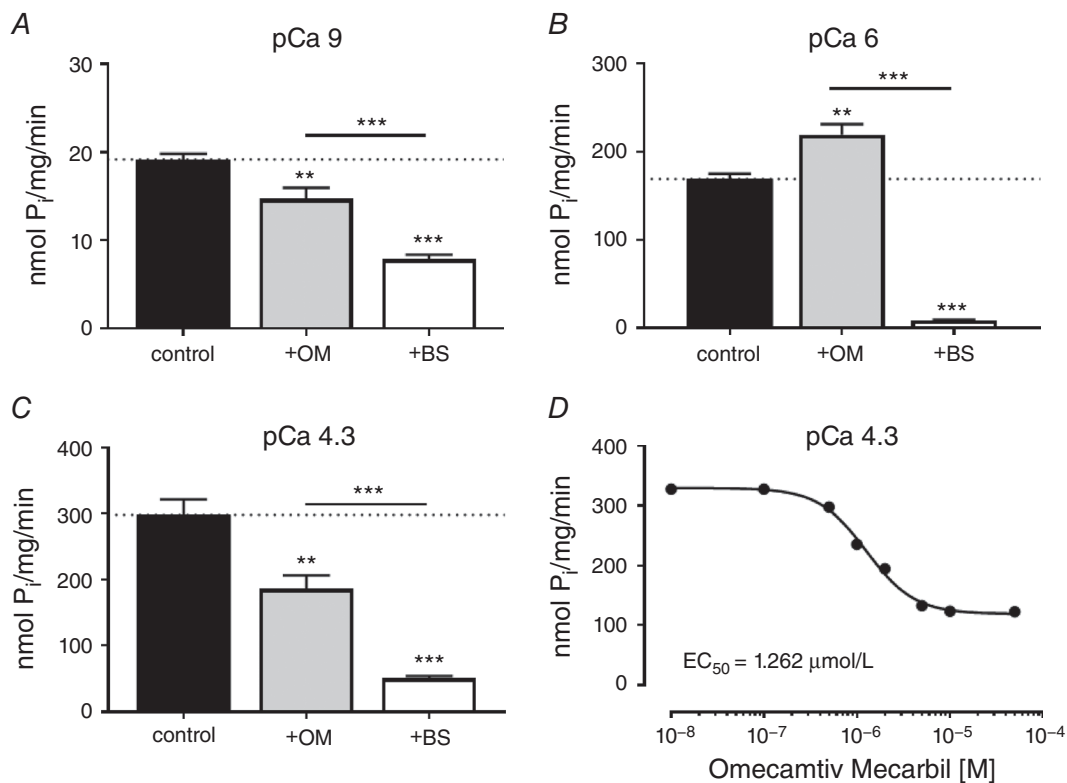 A
pCa 9
nmol Pi/mg/min
30
20
10
0
***
**
***
control
+OM
+BS
B
pCa 6
nmol Pi/mg/min
300
200
100
0
***
**
***
control
+OM
+BS
C
pCa 4.3
nmol Pi/mg/min
400
300
200
100
0
***
**
***
control
+OM
+BS
D
pCa 4.3
nmol Pi/mg/min
400
300
200
100
0
EC50 = 1.262 μmol/L
10−8
10−7
10−6
10−5
10−4
Omecamtiv Mecarbil [M]